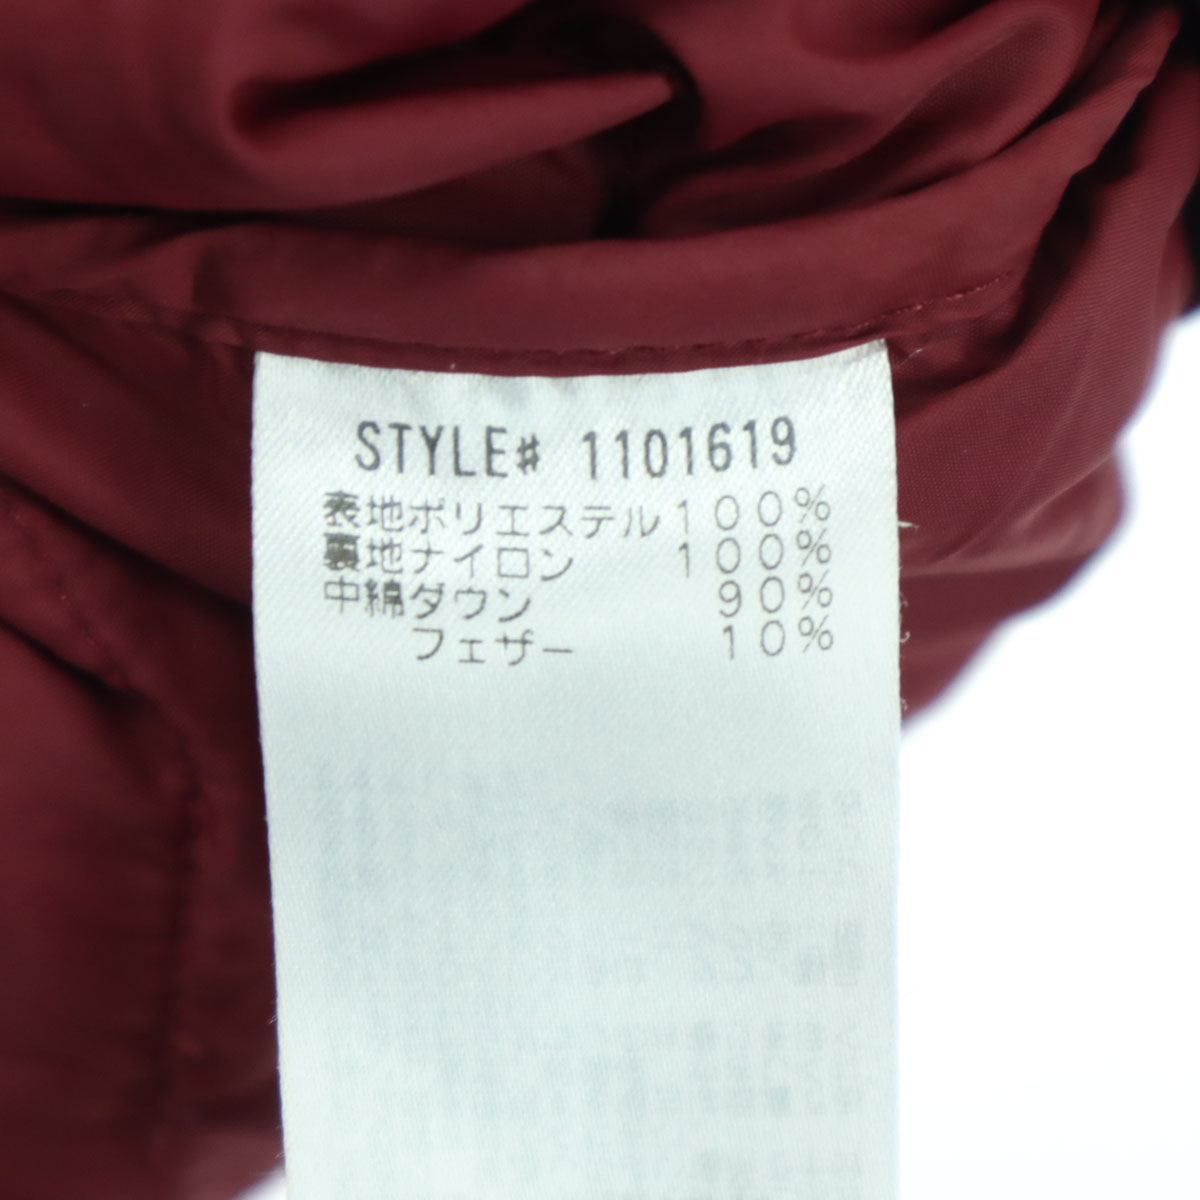 STYLE# 1101619
表地ポリエステル100%
裏地ナイロン 100%
中綿ダウン 90%
フェザー 10%